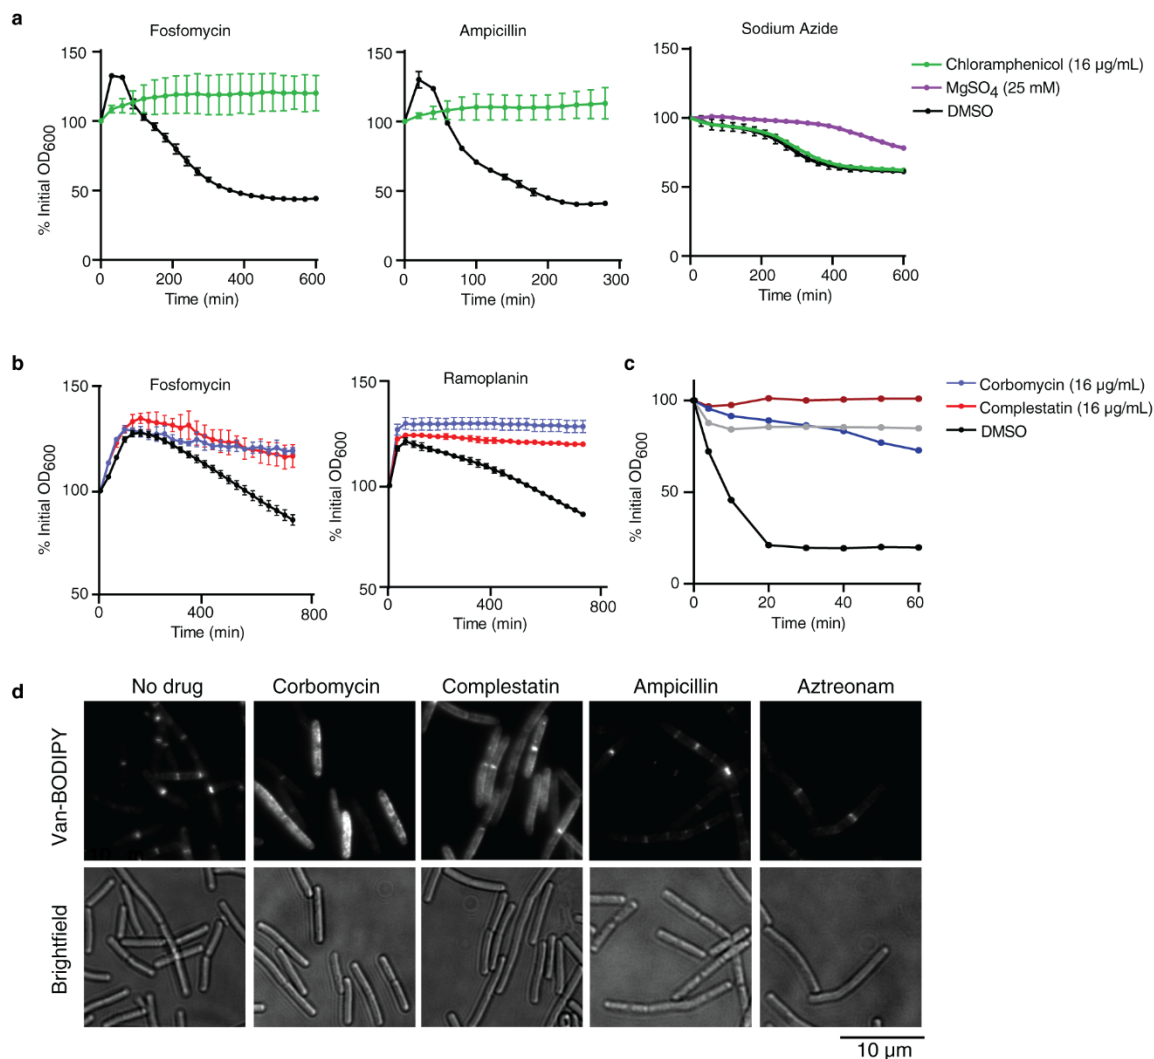 a
Fosfomycin
150
100
50
0
% Initial OD600
0 200 400 600
Time (min)
Ampicillin
150
100
50
0
0 100 200 300
Time (min)
Sodium Azide
150
100
50
0
0 200 400 600
Time (min)
Chloramphenicol (16 µg/mL)
MgSO4 (25 mM)
DMSO
b
Fosfomycin
150
100
50
% Initial OD600
0 400 800
Time (min)
Ramoplanin
150
100
50
0 400 800
Time (min)
c
100
50
0
% Initial OD600
0 20 40 60
Time (min)
Corbomycin (16 µg/mL)
Complestatin (16 µg/mL)
DMSO
d
No drug Corbomycin Complestatin Ampicillin Aztreonam
Van-BODIPY
Brightfield
10 µm